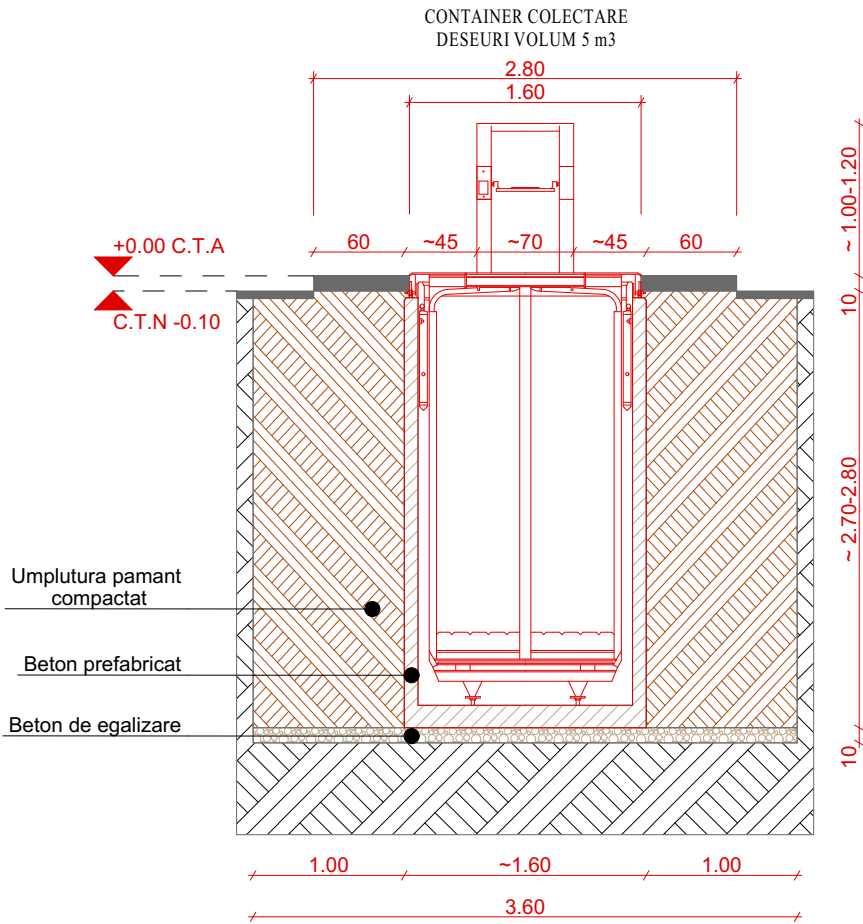 CONTAINER COLECTARE
DESEURI VOLUM 5 m3
2.80
1.60
~ 1.00-1.20
60
~45
~70
~45
60
+0.00 C.T.A
C.T.N -0.10
10
~ 2.70-2.80
Umplutura pamant
compactat
Beton prefabricat
Beton de egalizare
10
1.00
~1.60
1.00
3.60